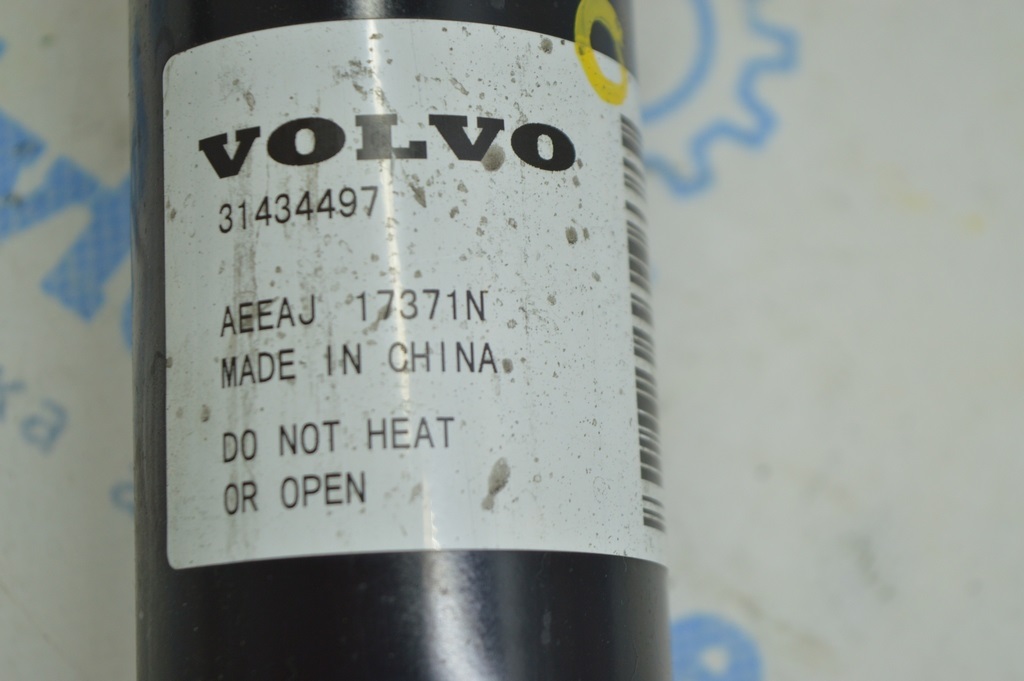 VOLVO
31434497
AEEAJ 17371N
MADE IN CHINA
DO NOT HEAT
OR OPEN